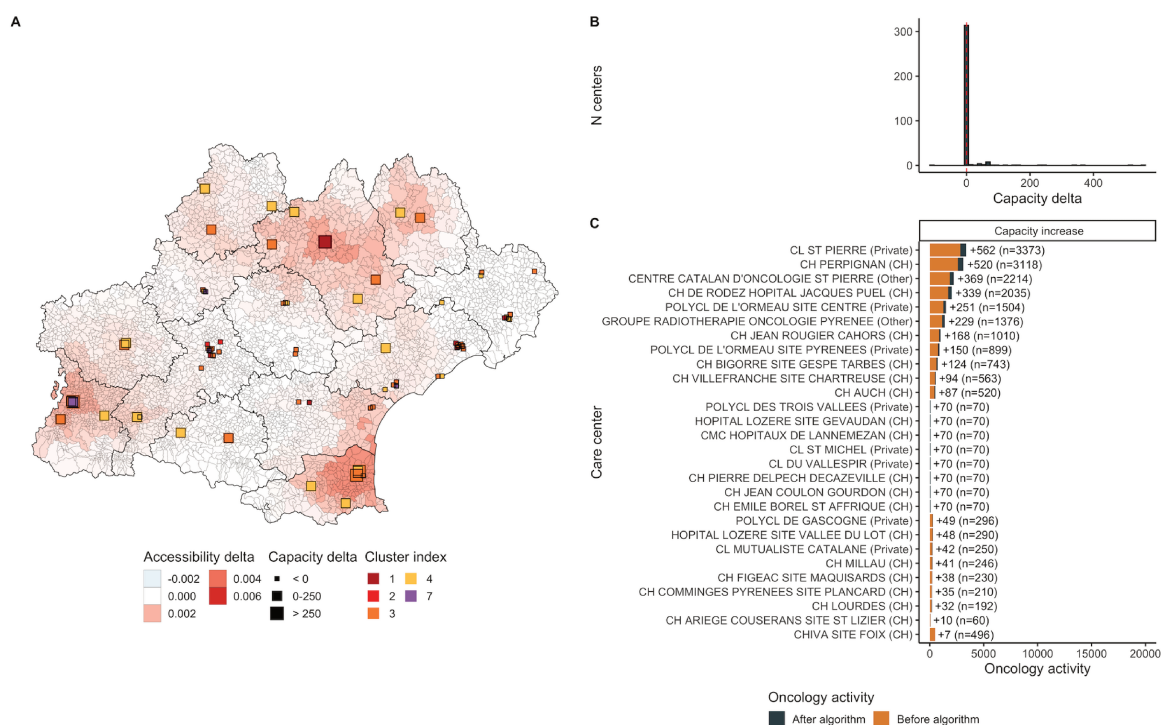 A
Accessibility delta
-0.002
0.000
0.002
0.004
0.006
Capacity delta
< 0
0-250
> 250
Cluster index
1
2
3
4
7
B
N centers
300
200
100
0
0
200
400
Capacity delta
C
Capacity increase
Care center
CL ST PIERRE (Private) +562 (n=3373)
CH PERPIGNAN (CH) +520 (n=3118)
CENTRE CATALAN D'ONCOLOGIE ST PIERRE (Other) +369 (n=2214)
CH DE RODEZ HOPITAL JACQUES PUEL (CH) +339 (n=2035)
POLYCL DE L'ORMEAU SITE CENTRE (Private) +251 (n=1504)
GROUPE RADIOTHERAPIE ONCOLOGIE PYRENEE (Other) +229 (n=1376)
CH JEAN ROUGIER CAHORS (CH) +168 (n=1010)
POLYCL DE L'ORMEAU SITE PYRENEES (Private) +150 (n=899)
CH BIGORRE SITE GESPE TARBES (CH) +124 (n=743)
CH VILLEFRANCHE SITE CHARTREUSE (CH) +94 (n=563)
CH AUCH (CH) +87 (n=520)
POLYCL DES TROIS VALLEES (Private) +70 (n=70)
HOPITAL LOZERE SITE GEVAUDAN (CH) +70 (n=70)
CMC HOPITAUX DE LANNEMEZAN (CH) +70 (n=70)
CL ST MICHEL (Private) +70 (n=70)
CL DU VALLESPIR (Private) +70 (n=70)
CH PIERRE DELPECH DECAZEVILLE (CH) +70 (n=70)
CH JEAN COULON GOURDON (CH) +70 (n=70)
CH EMILE BOREL ST AFFRIQUE (CH) +70 (n=70)
POLYCL DE GASCOGNE (Private) +49 (n=296)
HOPITAL LOZERE SITE VALLEE DU LOT (CH) +48 (n=290)
CL MUTUALISTE CATALANE (Private) +42 (n=250)
CH MILLAU (CH) +41 (n=246)
CH FIGEAC SITE MAQUISARDS (CH) +38 (n=230)
CH COMMINGES PYRENEES SITE PLANCARD (CH) +35 (n=210)
CH LOURDES (CH) +32 (n=192)
CH ARIEGE COUSERANS SITE ST LIZIER (CH) +10 (n=60)
CHIVA SITE FOIX (CH) +7 (n=496)
0
5000
10000
15000
20000
Oncology activity
Oncology activity
After algorithm
Before algorithm